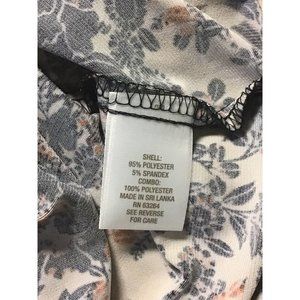 SHELL:
95% POLYESTER
5% SPANDEX
COMBO:
100% POLYESTER
MADE IN SRI LANKA
RN 63264
SEE REVERSE
FOR CARE